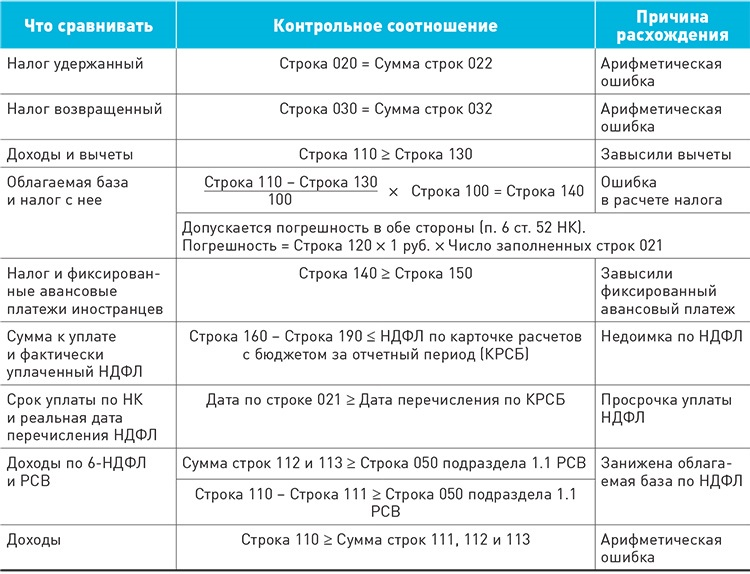 Что сравнивать
Контрольное соотношение
Причина
расхождения
Налог удержанный
Строка 020 = Сумма строк 022
Арифметическая
ошибка
Налог возвращенный
Строка 030 = Сумма строк 032
Арифметическая
ошибка
Доходы и вычеты
Строка 110 ≥ Строка 130
Завысили вычеты
Облагаемая база
и налог с нее
Строка 110 – Строка 130
100
× Строка 100 = Строка 140
Ошибка
в расчете налога
Допускается погрешность в обе стороны (п. 6 ст. 52 НК).
Погрешность = Строка 120 × 1 руб. × Число заполненных строк 021
Налог и фиксирован-
ные авансовые
платежи иностранцев
Строка 140 ≥ Строка 150
Завысили
фиксированный
авансовый платеж
Сумма к уплате
и фактически
уплаченный НДФЛ
Строка 160 – Строка 190 ≤ НДФЛ по карточке расчетов
с бюджетом за отчетный период (КРСБ)
Недоимка по НДФЛ
Срок уплаты по НК
и реальная дата
перечисления НДФЛ
Дата по строке 021 ≥ Дата перечисления по КРСБ
Просрочка уплаты
НДФЛ
Доходы по 6-НДФЛ
и РСВ
Сумма строк 112 и 113 ≥ Строка 050 подраздела 1.1 РСВ
Строка 110 – Строка 111 ≥ Строка 050 подраздела 1.1
РСВ
Занижена облага-
емая база по НДФЛ
Доходы
Строка 110 ≥ Сумма строк 111, 112 и 113
Арифметическая
ошибка